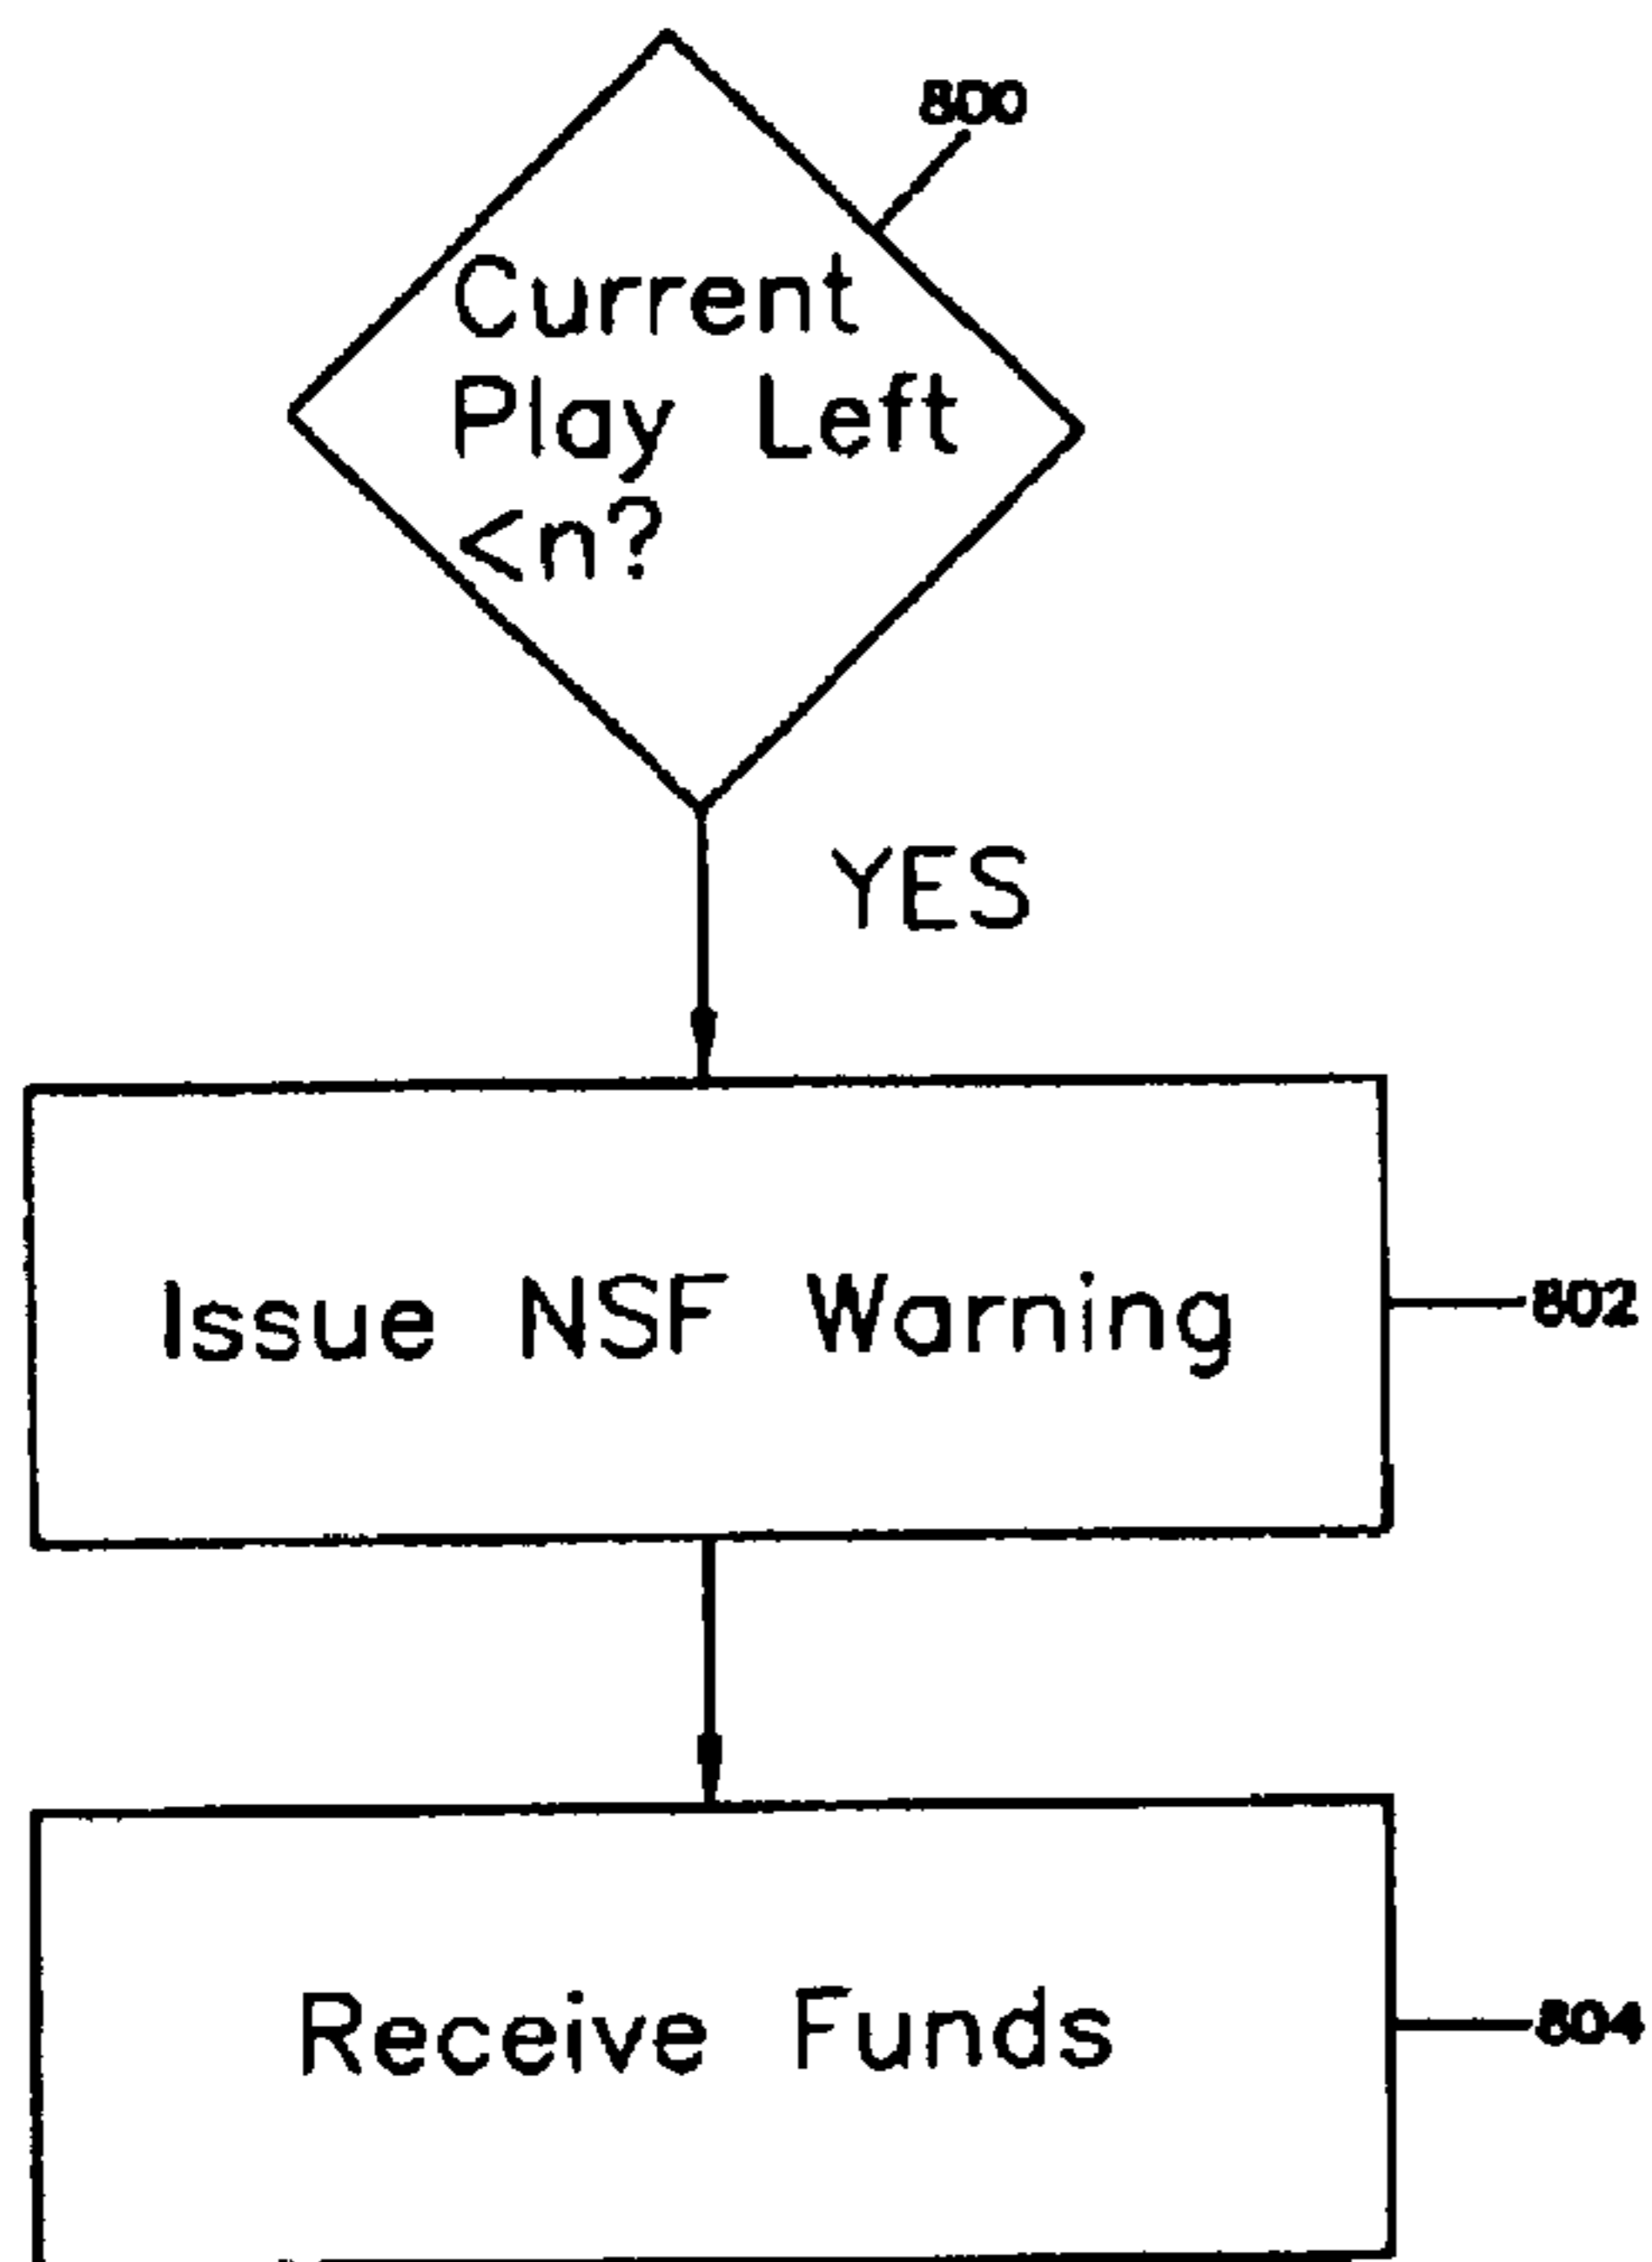 800
Current
Play Left
<n?
YES
Issue NSF Warning
802
Receive Funds
804